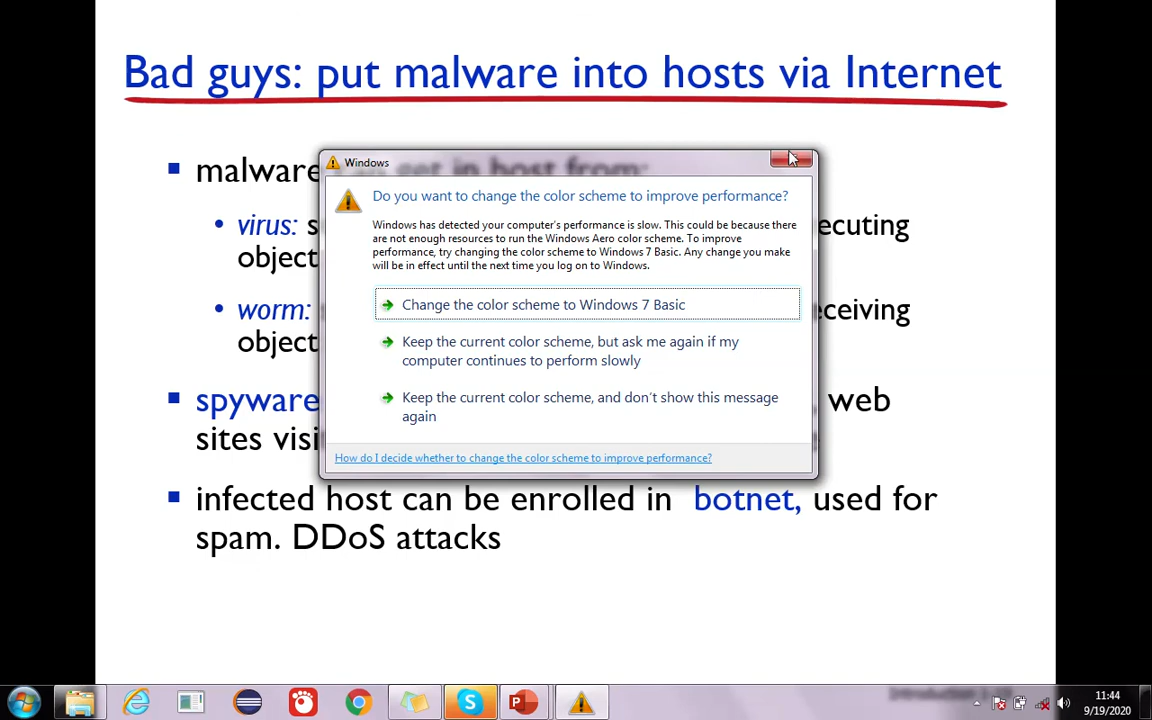 Bad guys: put malware into hosts via Internet
Windows
malware get in host from:
Do you want to change the color scheme to improve performance?
Windows has detected your computer's performance is slow. This could be because there
are not enough resources to run the Windows Aero color scheme. To improve
performance, try changing the color scheme to Windows 7 Basic. Any change you make
will be in effect until the next time you log on to Windows.
virus: ecuting
object
Change the color scheme to Windows 7 Basic
worm: eceiving
object
Keep the current color scheme, but ask me again if my
computer continues to perform slowly
Keep the current color scheme, and don't show this message
again
spyware web
sites visi
How do I decide whether to change the color scheme to improve performance?
infected host can be enrolled in botnet, used for
spam. DDoS attacks
Introduction
11:44
9/19/2020